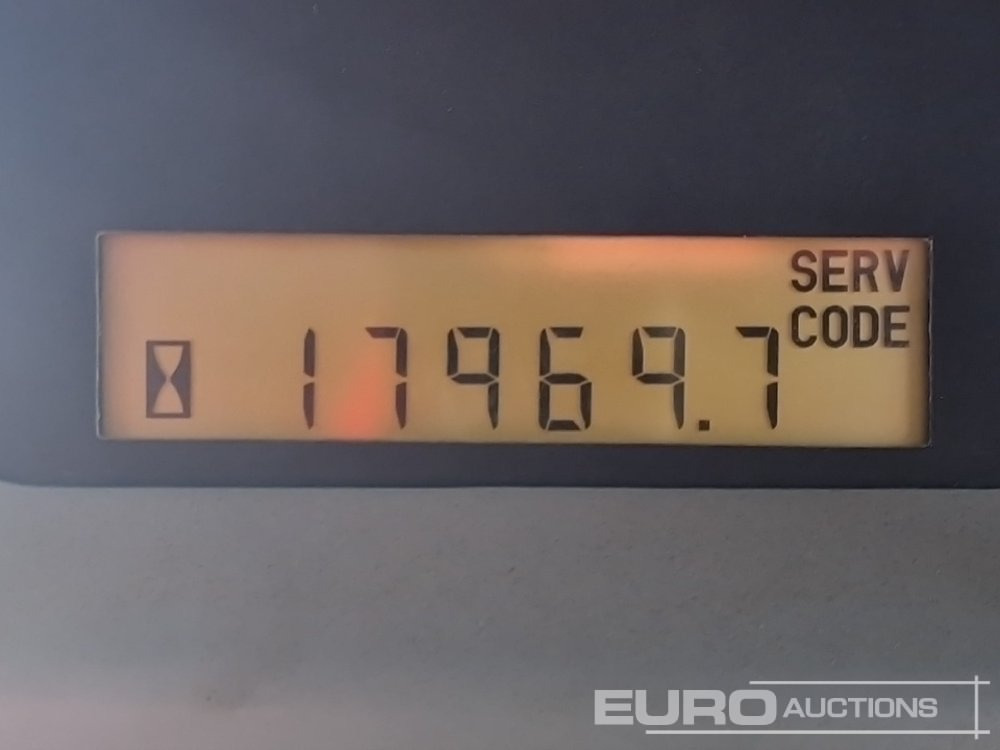 SERV
CODE
17969.7
EURO AUCTIONS